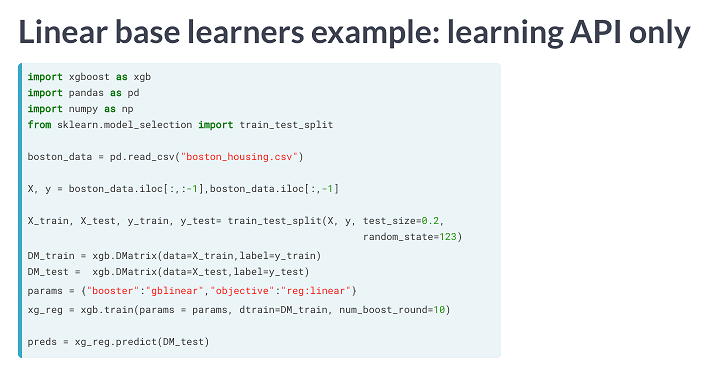 Linear base learners example: learning API only
import xgboost as xgb
import pandas as pd
import numpy as np
from sklearn.model_selection import train_test_split
boston_data = pd.read_csv("boston_housing.csv")
X, y = boston_data.iloc[:,:-1],boston_data.iloc[:,-1]
X_train, X_test, y_train, y_test= train_test_split(X, y, test_size=0.2,
random_state=123)
DM_train = xgb.DMatrix(data=X_train,label=y_train)
DM_test =  xgb.DMatrix(data=X_test,label=y_test)
params = {"booster":"gblinear","objective":"reg:linear"}
xg_reg = xgb.train(params = params, dtrain=DM_train, num_boost_round=10)
preds = xg_reg.predict(DM_test)